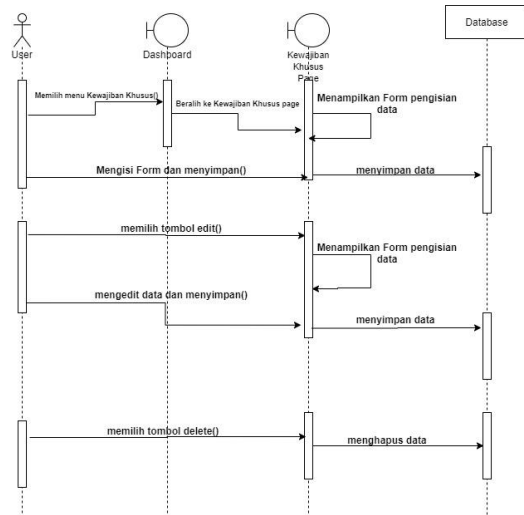 Database
User
Dashboard
Kewajiban
Khusus
Page
Memilih menu Kewajiban Khusus()
Beralih ke Kewajiban Khusus page
Menampilkan Form pengisian
data
Mengisi Form dan menyimpan()
menyimpan data
memilih tombol edit()
Menampilkan Form pengisian
data
mengedit data dan menyimpan()
menyimpan data
memilih tombol delete()
menghapus data